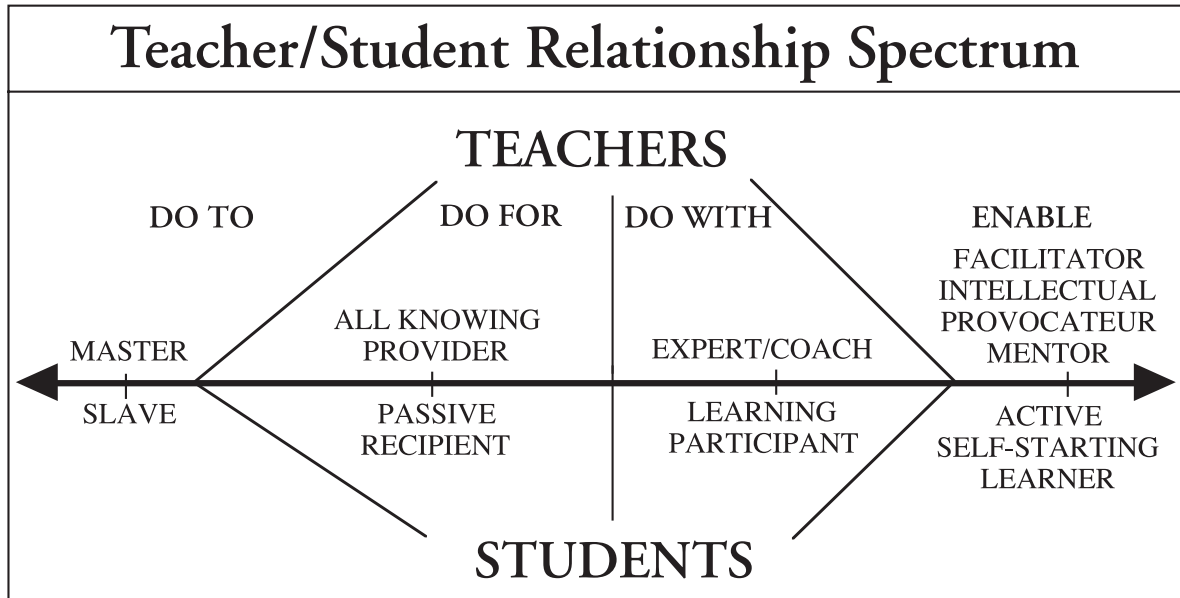 Teacher/Student Relationship Spectrum
TEACHERS
DO TO
DO FOR
DO WITH
ENABLE
MASTER
ALL KNOWING
PROVIDER
EXPERT/COACH
FACILITATOR
INTELLECTUAL
PROVOCATEUR
MENTOR
SLAVE
PASSIVE
RECIPIENT
LEARNING
PARTICIPANT
ACTIVE
SELF-STARTING
LEARNER
STUDENTS